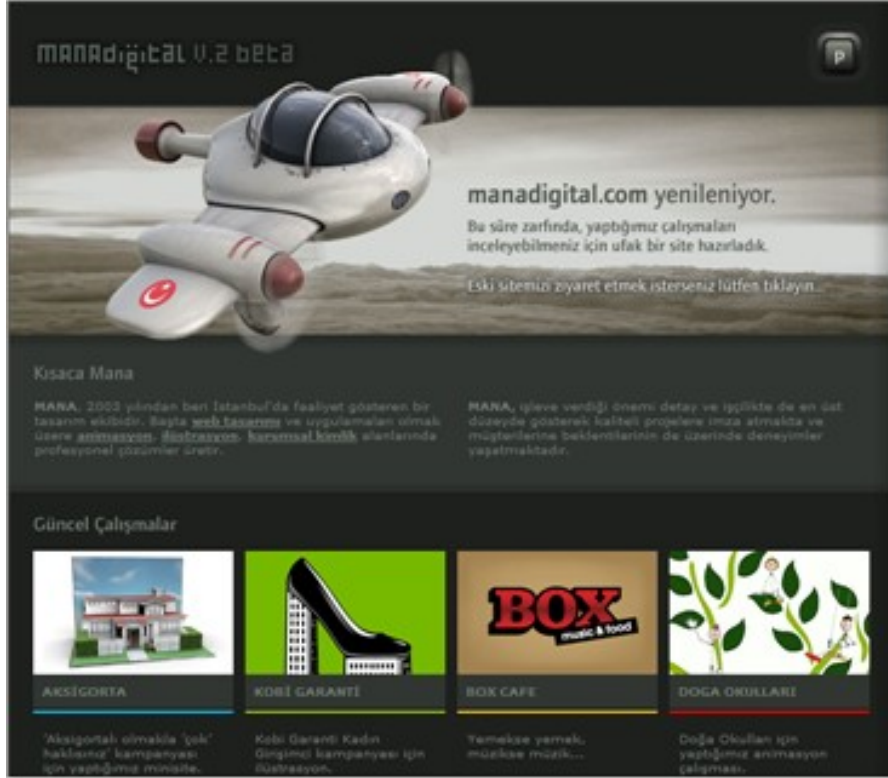 MANAdigital V.2 beta
P
manadigital.com yenileniyor.
Bu süre zarfında, yaptığımız çalışmaları
inceleyebilmeniz için ufak bir site hazırladık.
Eski sitemizi ziyaret etmek isterseniz lütfen tıklayın..
Kısaca Mana
MANA. 2003 yılından beri İstanbul'da faaliyet gösteren bir
tasarım ekibidir. Başta web tasarımı ve uygulamaları olmak
üzere animasyon, illüstrasyon, kurumsal kimlik alanlarında
profesyonel çözümler üretir.
MANA, işleve verdiği önemi detay ve işçilikte de en üst
düzeyde gösterek kaliteli projelere imza atmakta ve
müşterilerine beklentilerinin de üzerinde deneyimler
yaşatmaktadır.
Güncel Çalışmalar
BOX
music & food
AKSİGORTA
KOBİ GARANTİ
BOX CAFE
DOGA OKULLARI
'Aksigortalı olmakla 'çok'
haklısınız' kampanyası
için yaptığımız minisite.
Kobi Garanti Kadın
Girişimci kampanyası için
illüstrasyon.
Yemekse yemek,
müzikse müzik...
Doğa Okulları için
yaptığımız animasyon
çalışması.